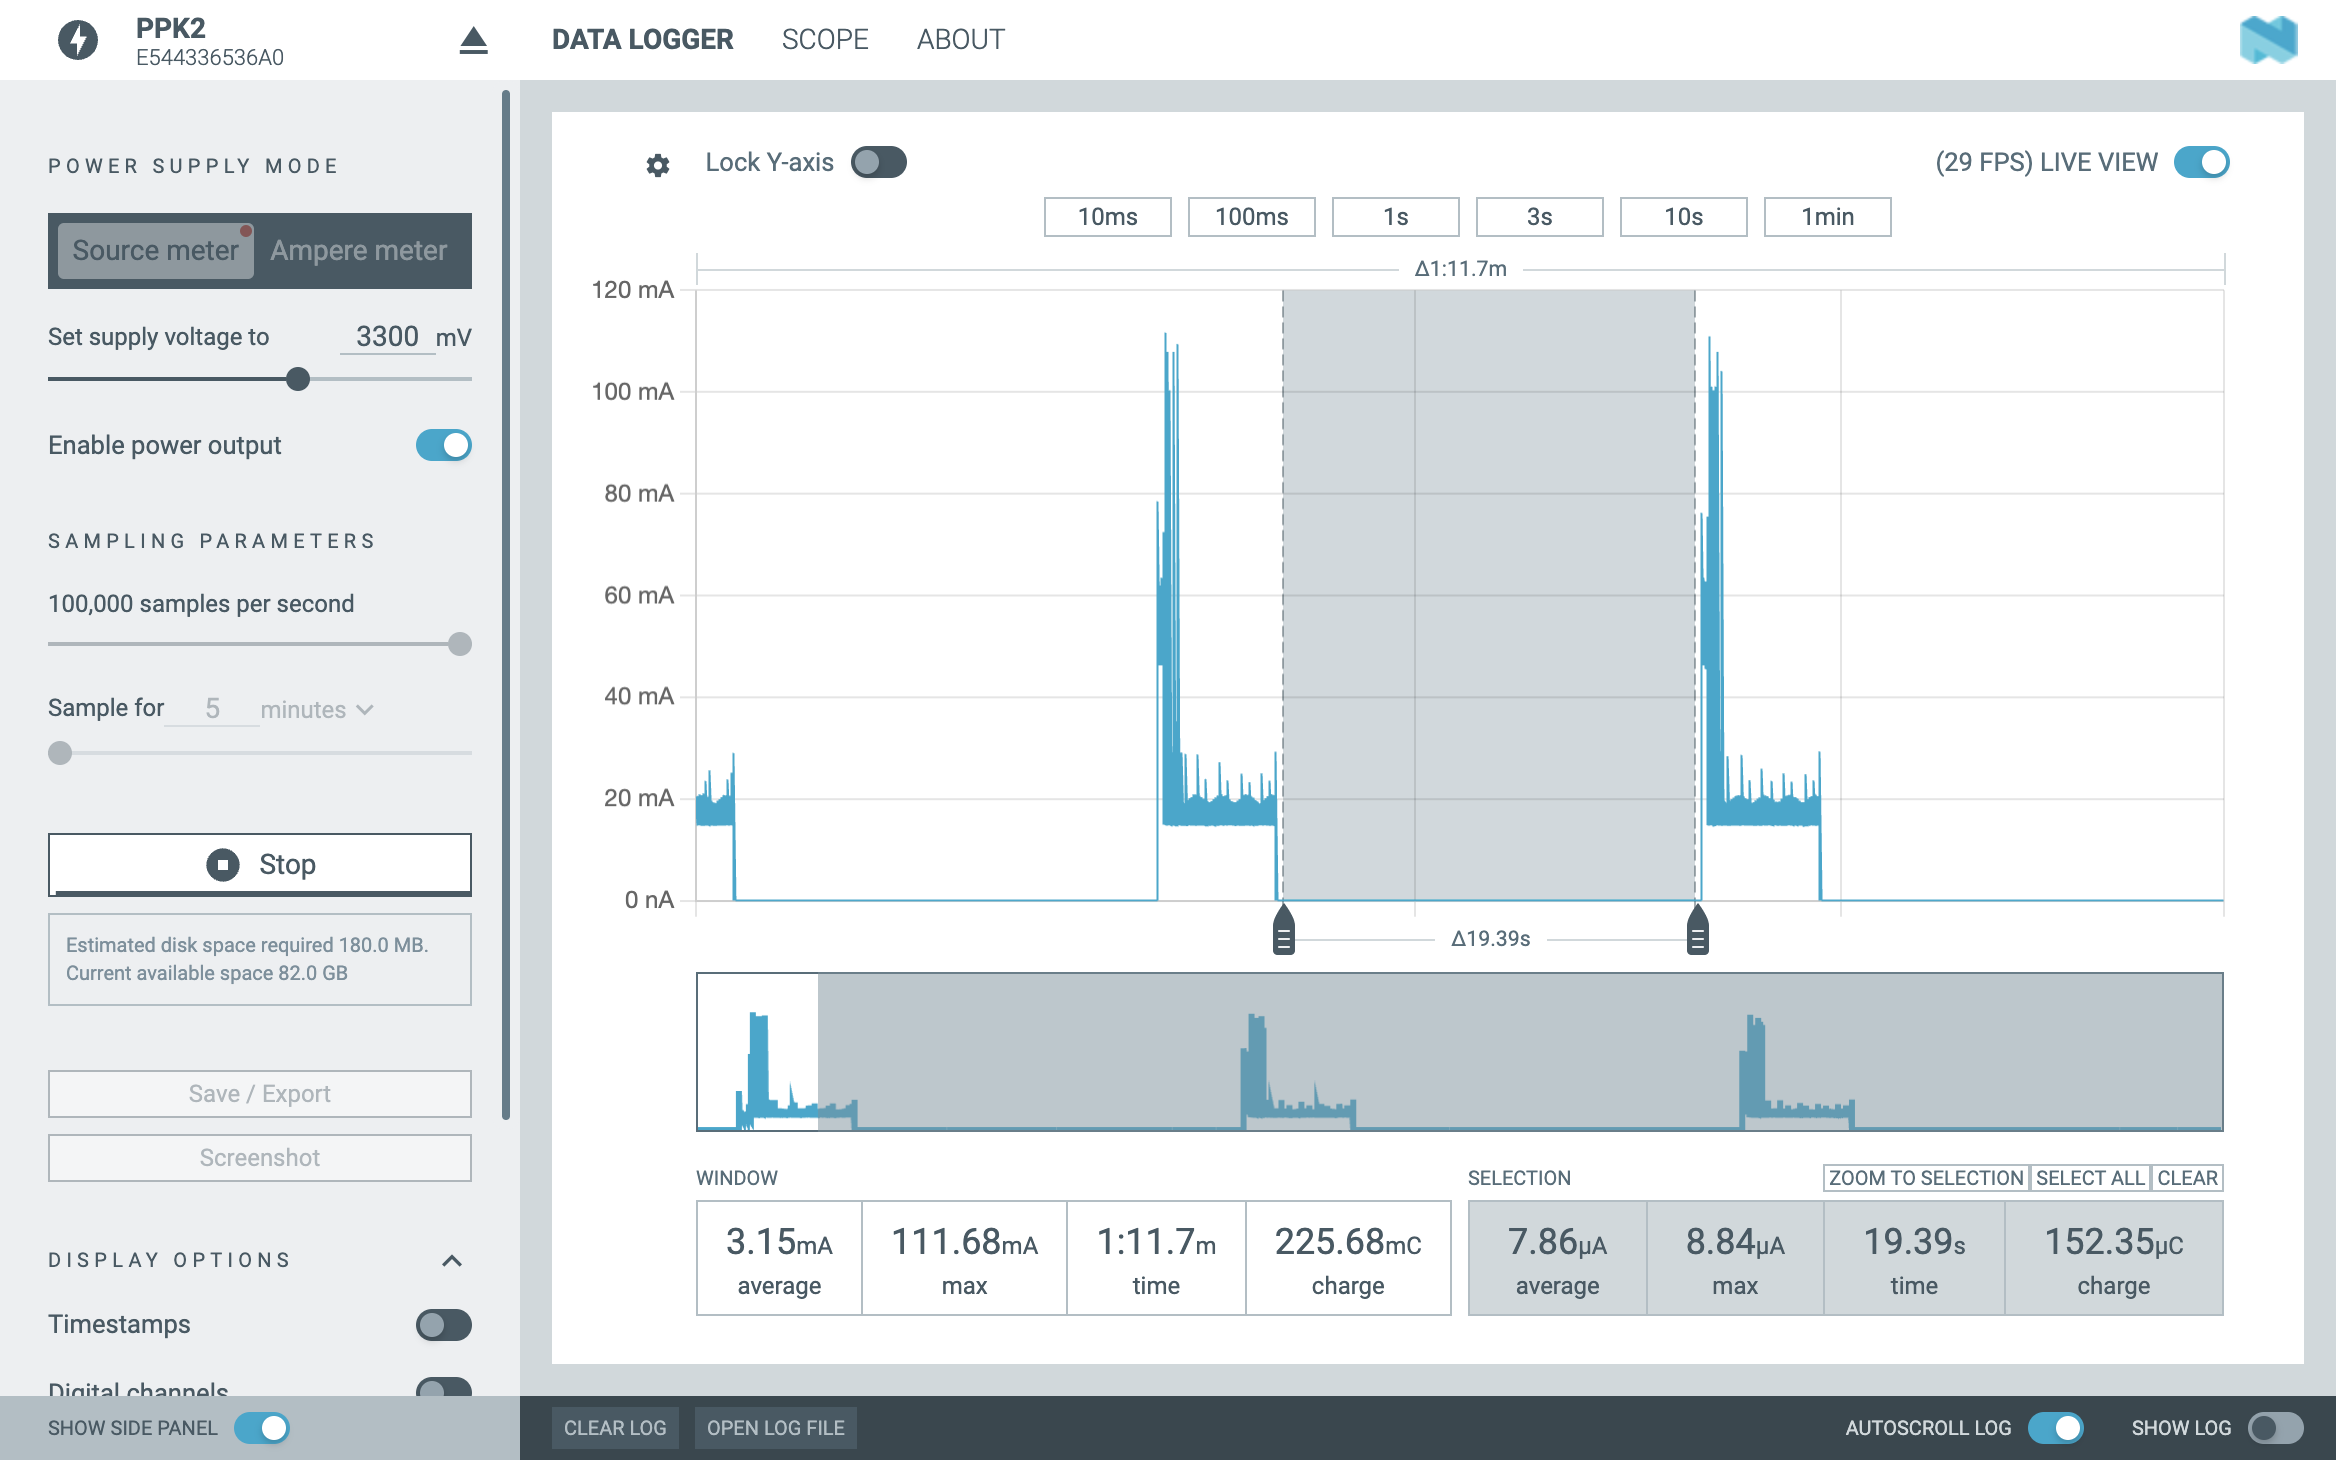 PPK2
E544336536A0
DATA LOGGER
SCOPE
ABOUT
POWER SUPPLY MODE
Source meter
Ampere meter
Set supply voltage to 3300 mV
Enable power output
SAMPLING PARAMETERS
100,000 samples per second
Sample for 5 minutes
Stop
Estimated disk space required 180.0 MB.
Current available space 82.0 GB
Save / Export
Screenshot
DISPLAY OPTIONS
Timestamps
Digital channels
SHOW SIDE PANEL
Lock Y-axis
(29 FPS) LIVE VIEW
10ms
100ms
1s
3s
10s
1min
Δ1:11.7m
120 mA
100 mA
80 mA
60 mA
40 mA
20 mA
0 nA
Δ19.39s
WINDOW
3.15mA
average
111.68mA
max
1:11.7m
time
225.68mC
charge
SELECTION
ZOOM TO SELECTION
SELECT ALL
CLEAR
7.86μA
average
8.84μA
max
19.39s
time
152.35μC
charge
CLEAR LOG
OPEN LOG FILE
AUTOSCROLL LOG
SHOW LOG